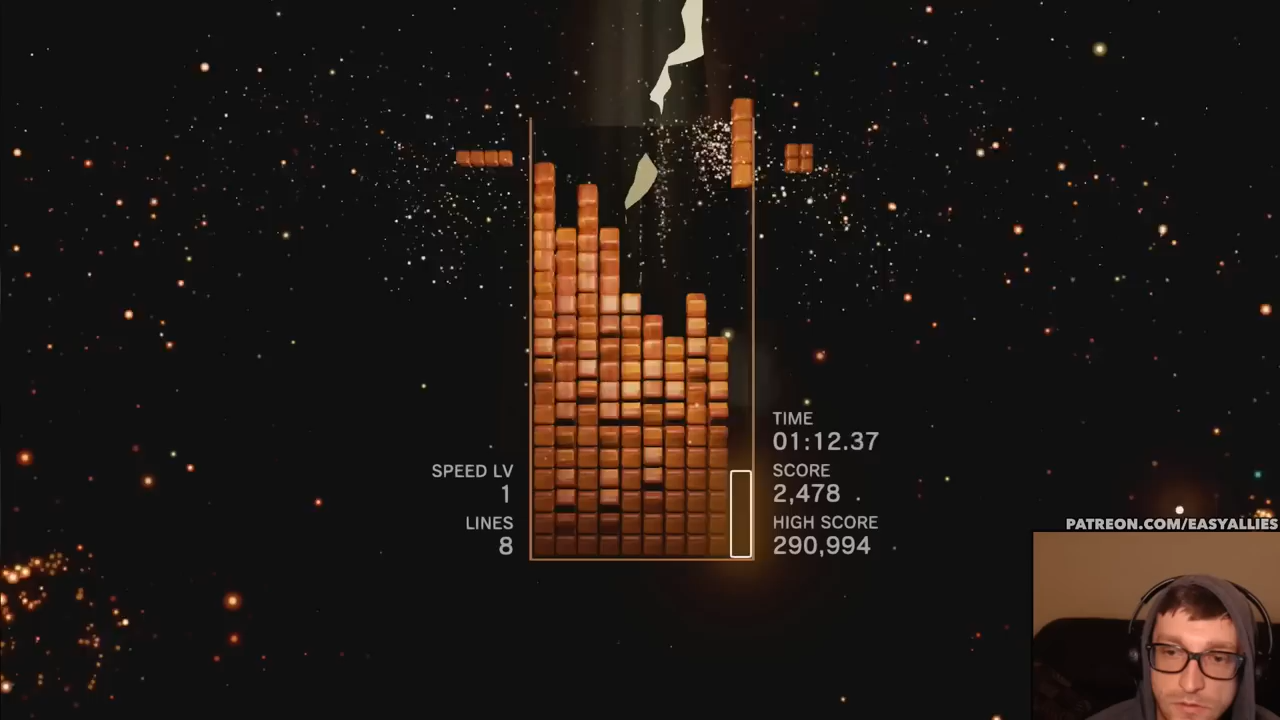 TIME
01:12.37
SPEED LV
1
SCORE
2,478
LINES
8
HIGH SCORE
290,994
PATREON.COM/EASYALLIES